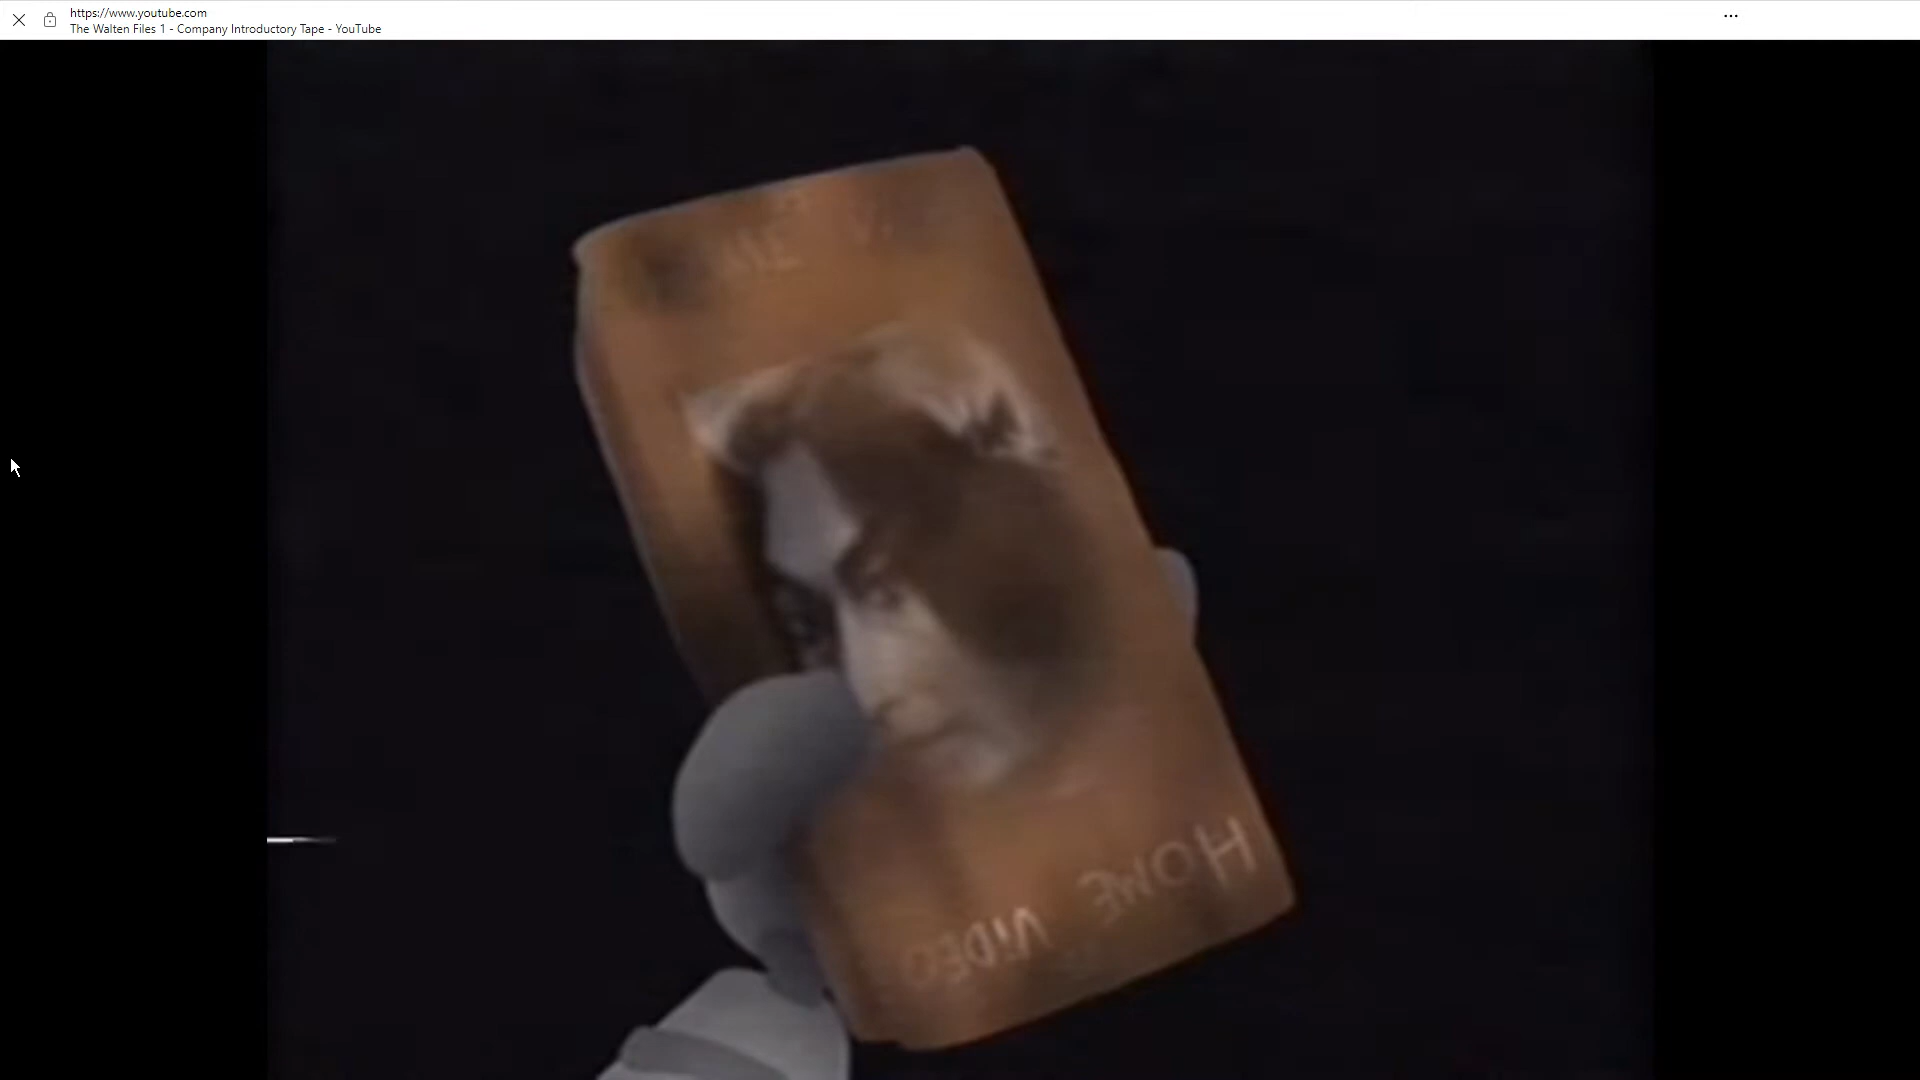 https://www.youtube.com
The Walten Files 1 - Company Introductory Tape - YouTube
HOME VIDEO